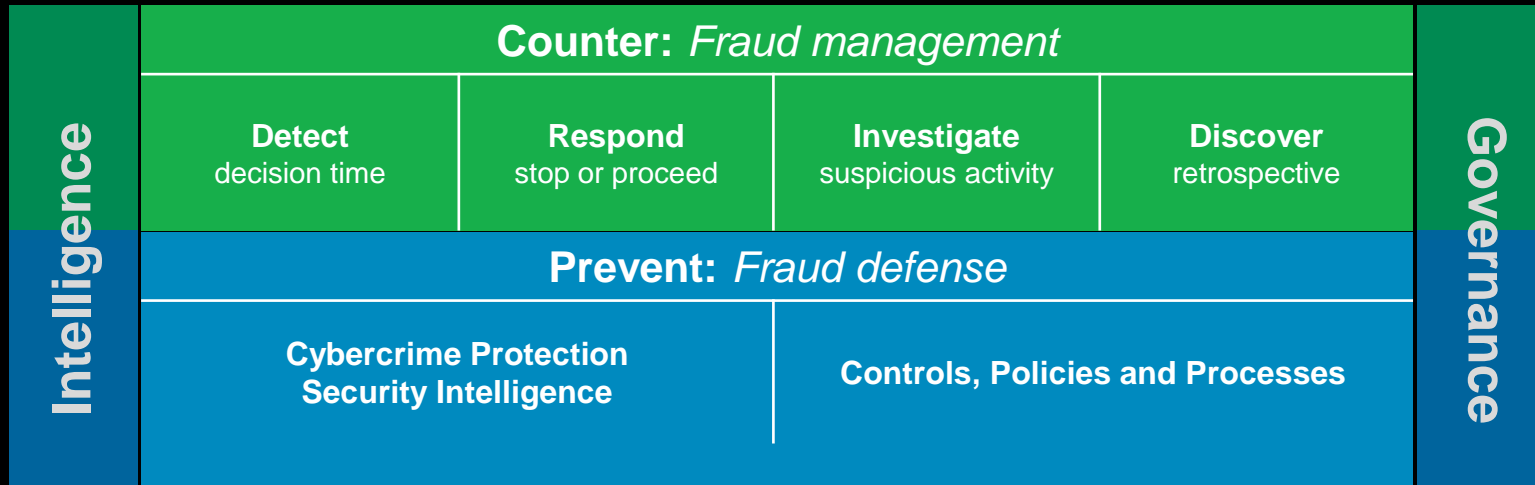 Intelligence
Counter: Fraud management
Detect
decision time
Respond
stop or proceed
Investigate
suspicious activity
Discover
retrospective
Prevent: Fraud defense
Cybercrime Protection
Security Intelligence
Controls, Policies and Processes
Governance